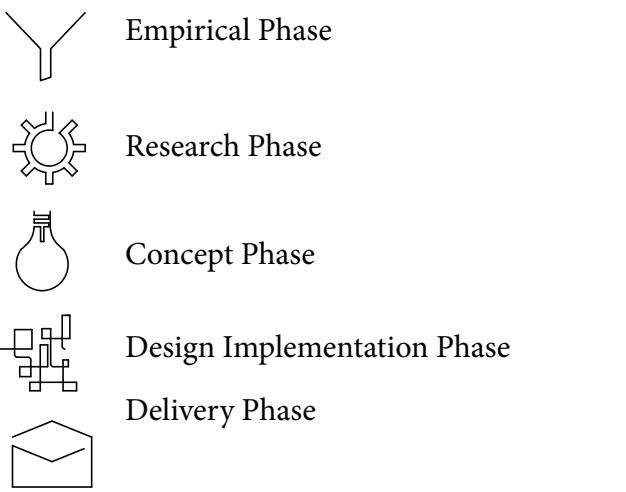 Empirical Phase
Research Phase
Concept Phase
Design Implementation Phase
Delivery Phase